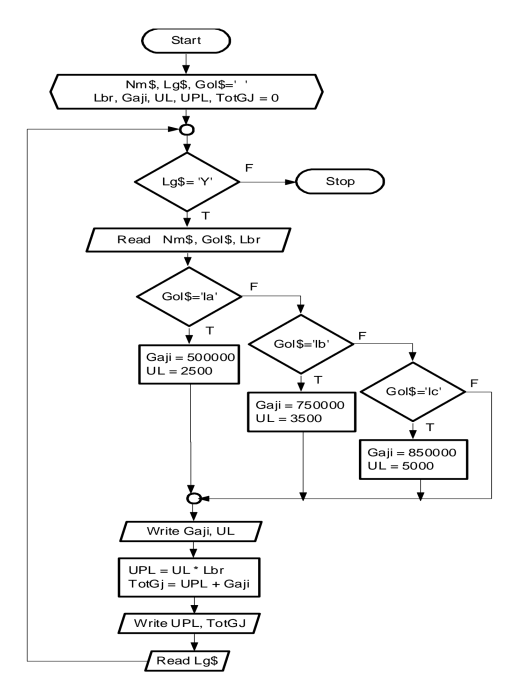 Start
Nm$, Lg$, Gol$=' '
Lbr, Gaji, UL, UPL, TotGJ = 0
Lg$= 'Y'
F
Stop
T
Read Nm$, Gol$, Lbr
Gol$='Ia'
F
T
Gol$='Ib'
F
Gaji = 500000
UL = 2500
T
Gol$='Ic'
F
Gaji = 750000
UL = 3500
T
Gaji = 850000
UL = 5000
Write Gaji, UL
UPL = UL * Lbr
TotGj = UPL + Gaji
Write UPL, TotGJ
Read Lg$